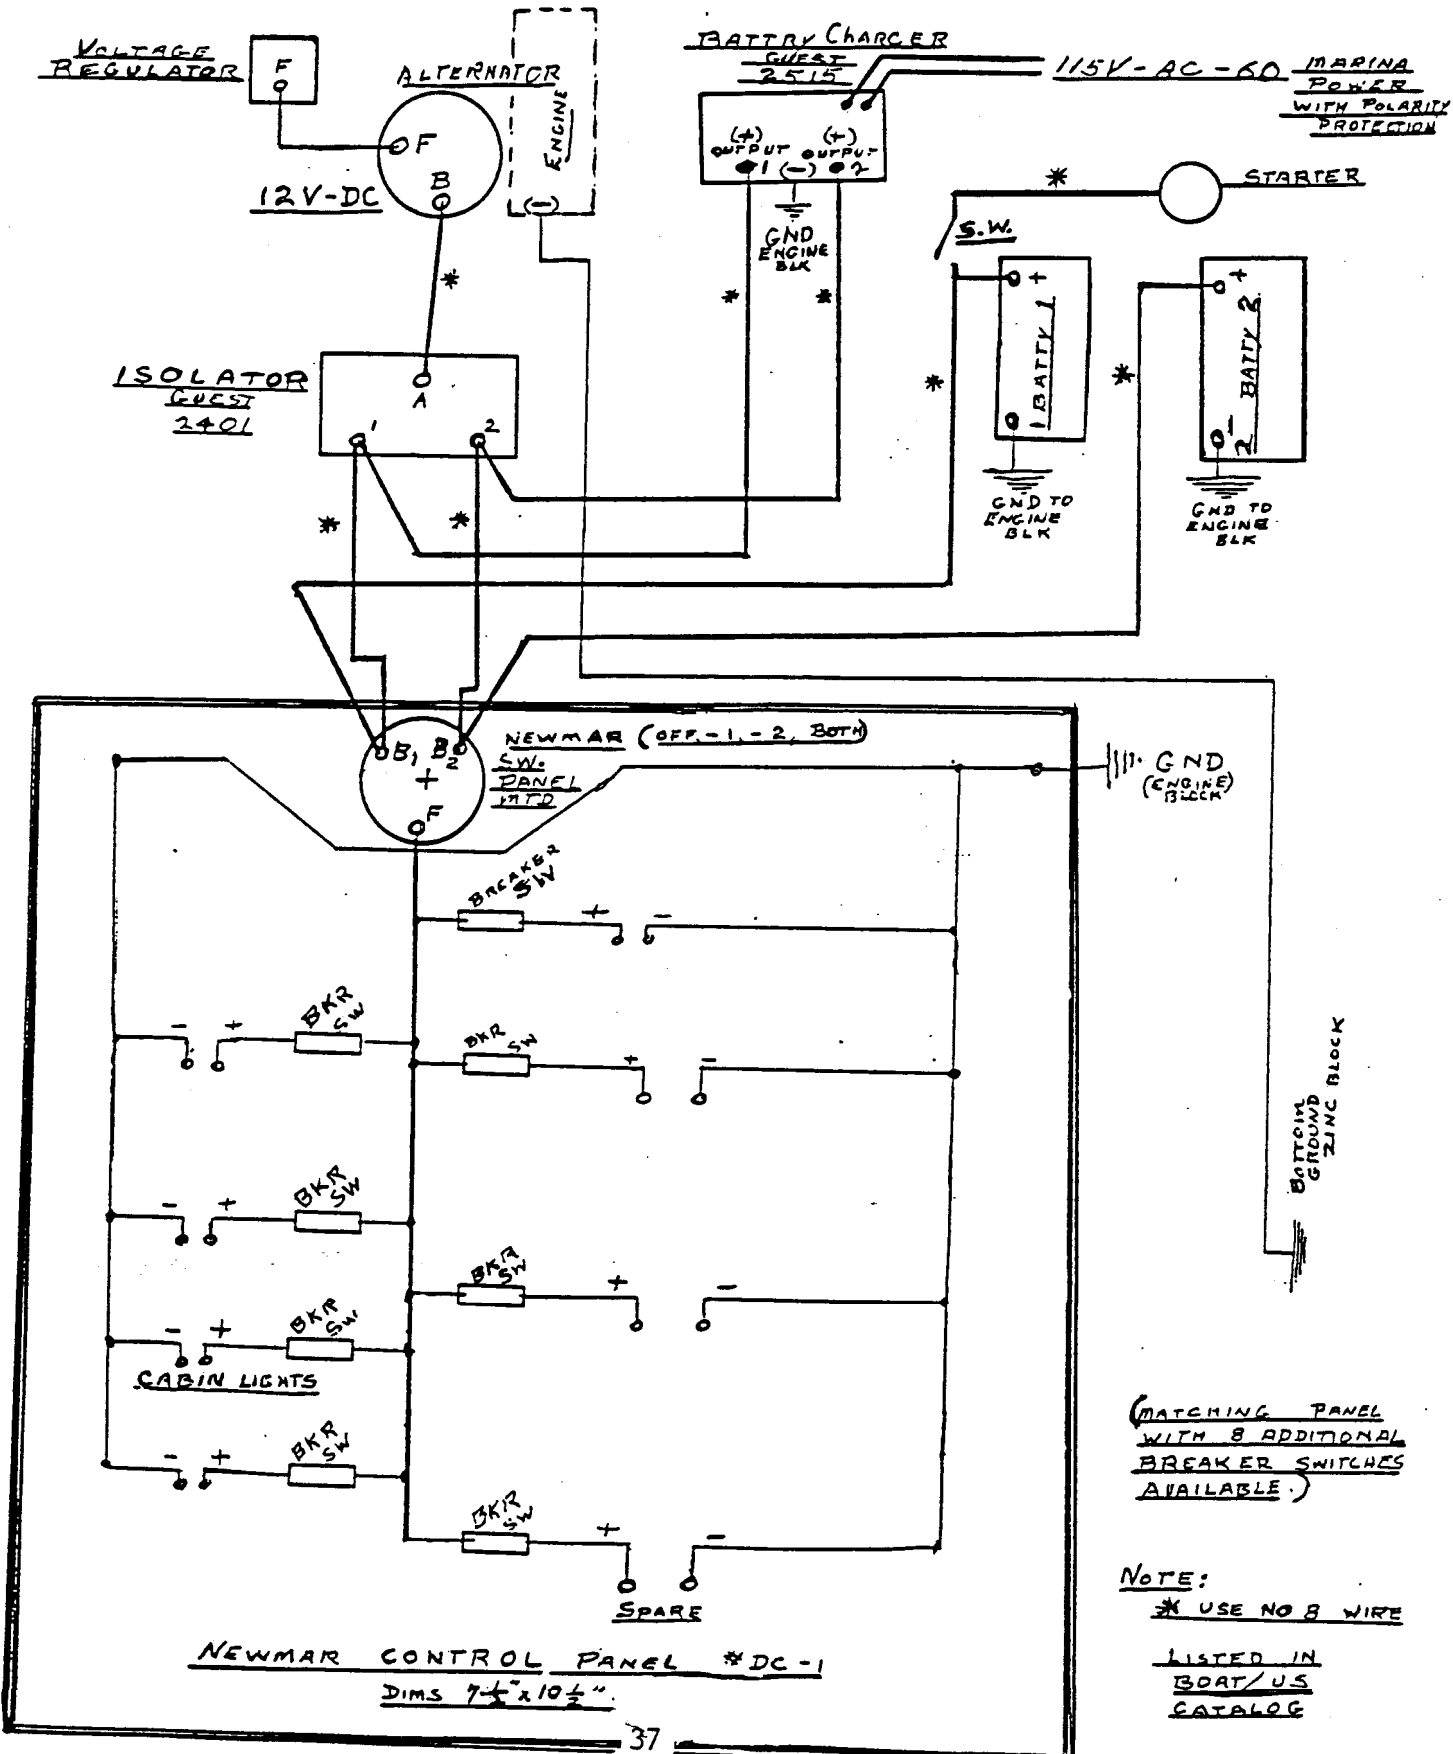 VOLTAGE
REGULATOR
F
ALTERNATOR
F
B
12V-DC
ENGINE
(-)
BATTRY CHARGER
GUEST
2515
(+)
OUTPUT
1
(-)
(+)
OUTPUT
2
GND
ENGINE
BLK
115V-AC-60
MARINA
POWER
WITH POLARITY
PROTECTION
*
STARTER
S.W.
+
1 BATTY 1
GND TO
ENGINE
BLK
+
2 BATTY 2
-
GND TO
ENGINE
BLK
*
*
*
*
*
ISOLATOR
GUEST
2401
A
1
2
*
*
B1
B2
+
F
NEWMAR (OFF.-1.-2. BOTH)
SW.
PANEL
MTD
GND
(ENGINE)
BLOCK
BREAKER
SW
+ -
- +
BKR
SW
BKR
SW
+ -
- +
BKR
SW
BKR
SW
+ -
- +
BKR
SW
CABIN LIGHTS
- +
BKR
SW
BKR
SW
+ -
SPARE
BOTTOM
GROUND
ZINC BLOCK
(MATCHING PANEL
WITH 8 ADDITIONAL
BREAKER SWITCHES
AVAILABLE.)
NOTE:
* USE NO 8 WIRE
LISTED IN
BOAT/US
CATALOG
NEWMAR CONTROL PANEL #DC-1
DIMS 7½" x 10½".
37